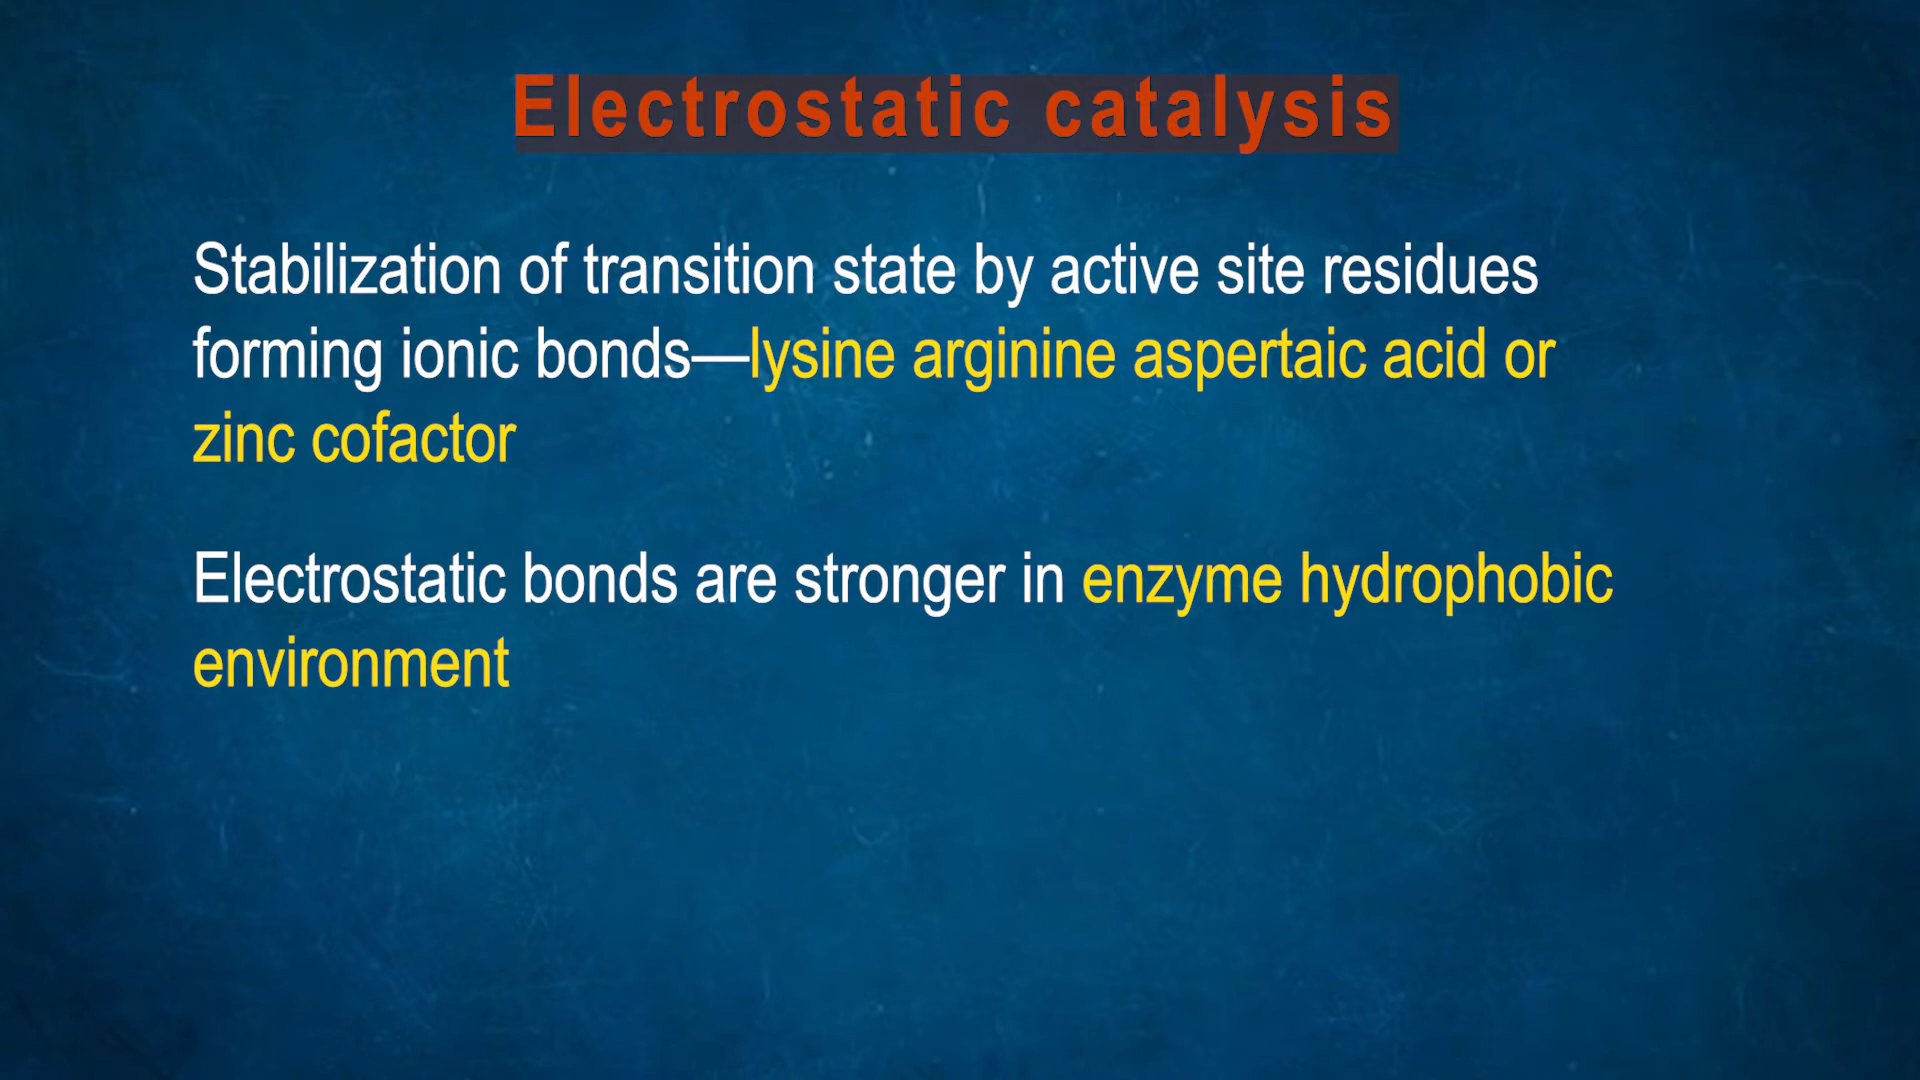 Electrostatic catalysis
Stabilization of transition state by active site residues
forming ionic bonds—lysine arginine aspertaic acid or
zinc cofactor
Electrostatic bonds are stronger in enzyme hydrophobic
environment